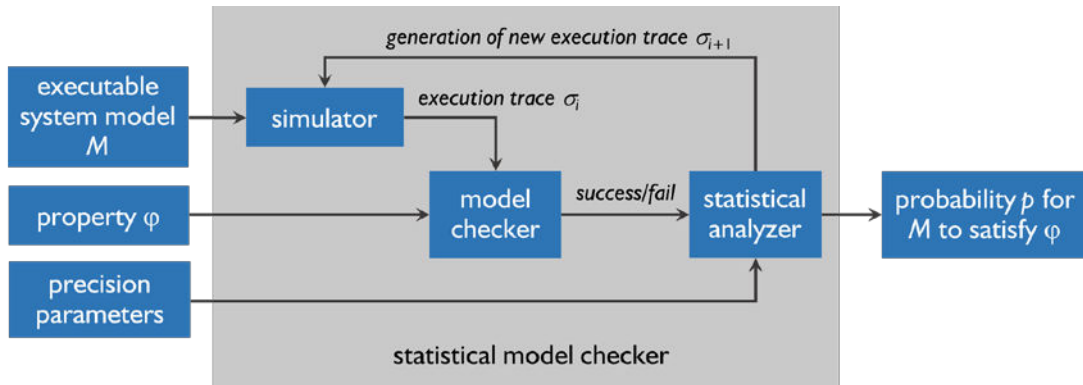 generation of new execution trace σi+1
executable
system model
M
simulator
execution trace σi
property φ
model
checker
success/fail
statistical
analyzer
probability p for
M to satisfy φ
precision
parameters
statistical model checker